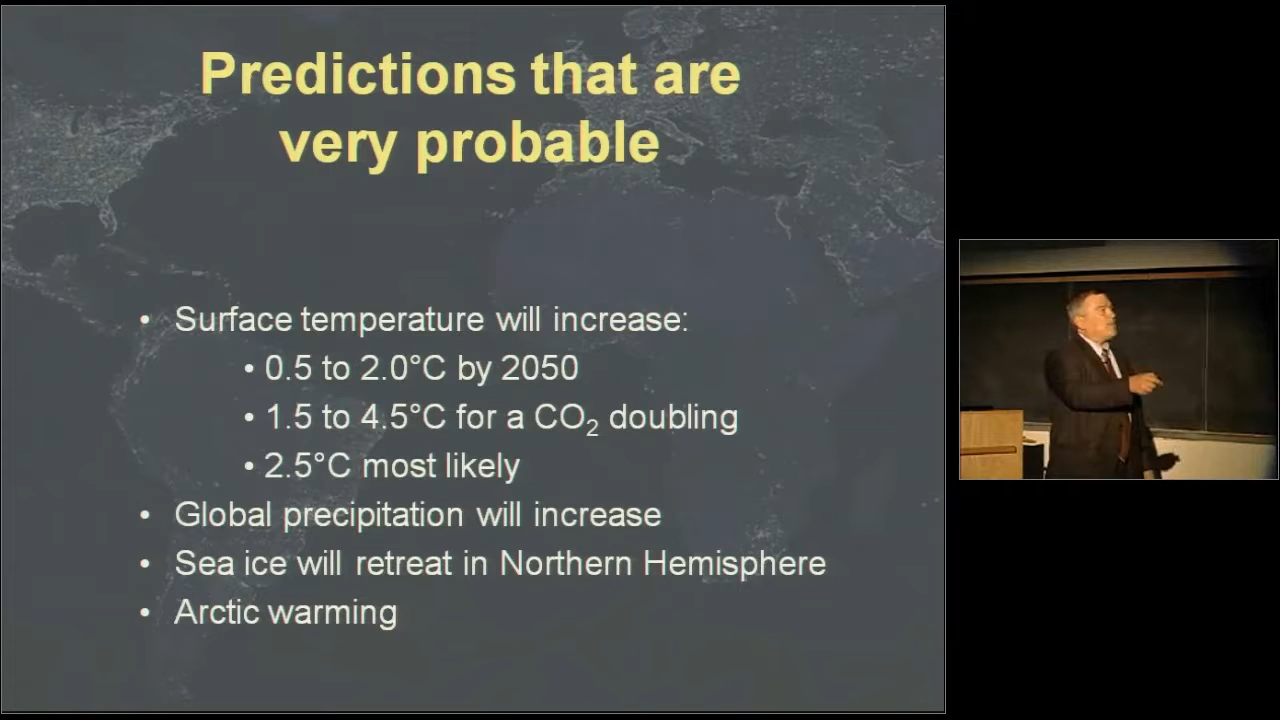 Predictions that are
very probable
• Surface temperature will increase:
• 0.5 to 2.0°C by 2050
• 1.5 to 4.5°C for a CO₂ doubling
• 2.5°C most likely
• Global precipitation will increase
• Sea ice will retreat in Northern Hemisphere
• Arctic warming